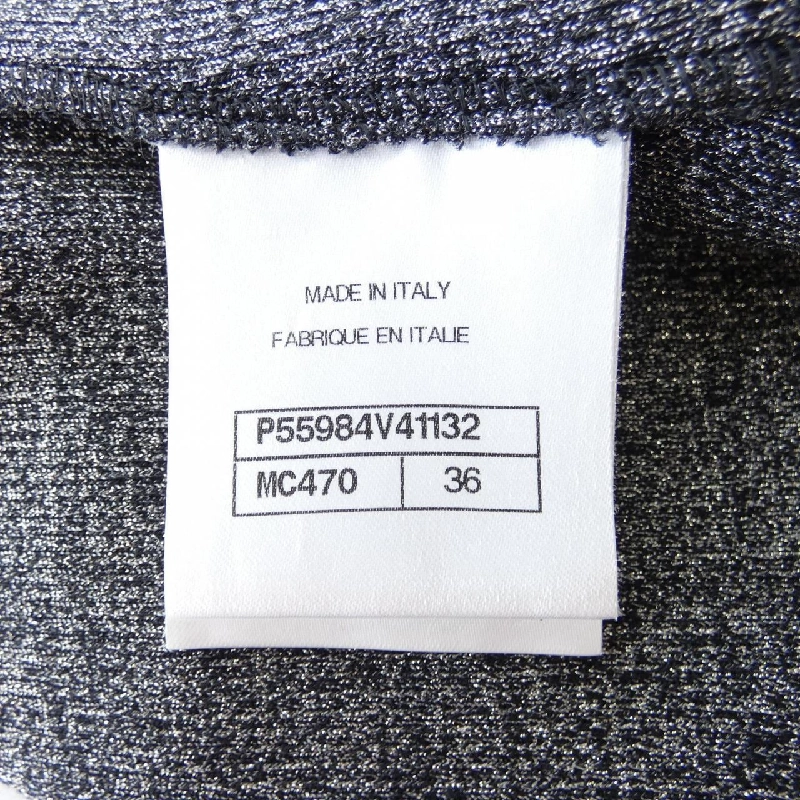 MADE IN ITALY
FABRIQUE EN ITALIE
P55984V41132
MC470 36